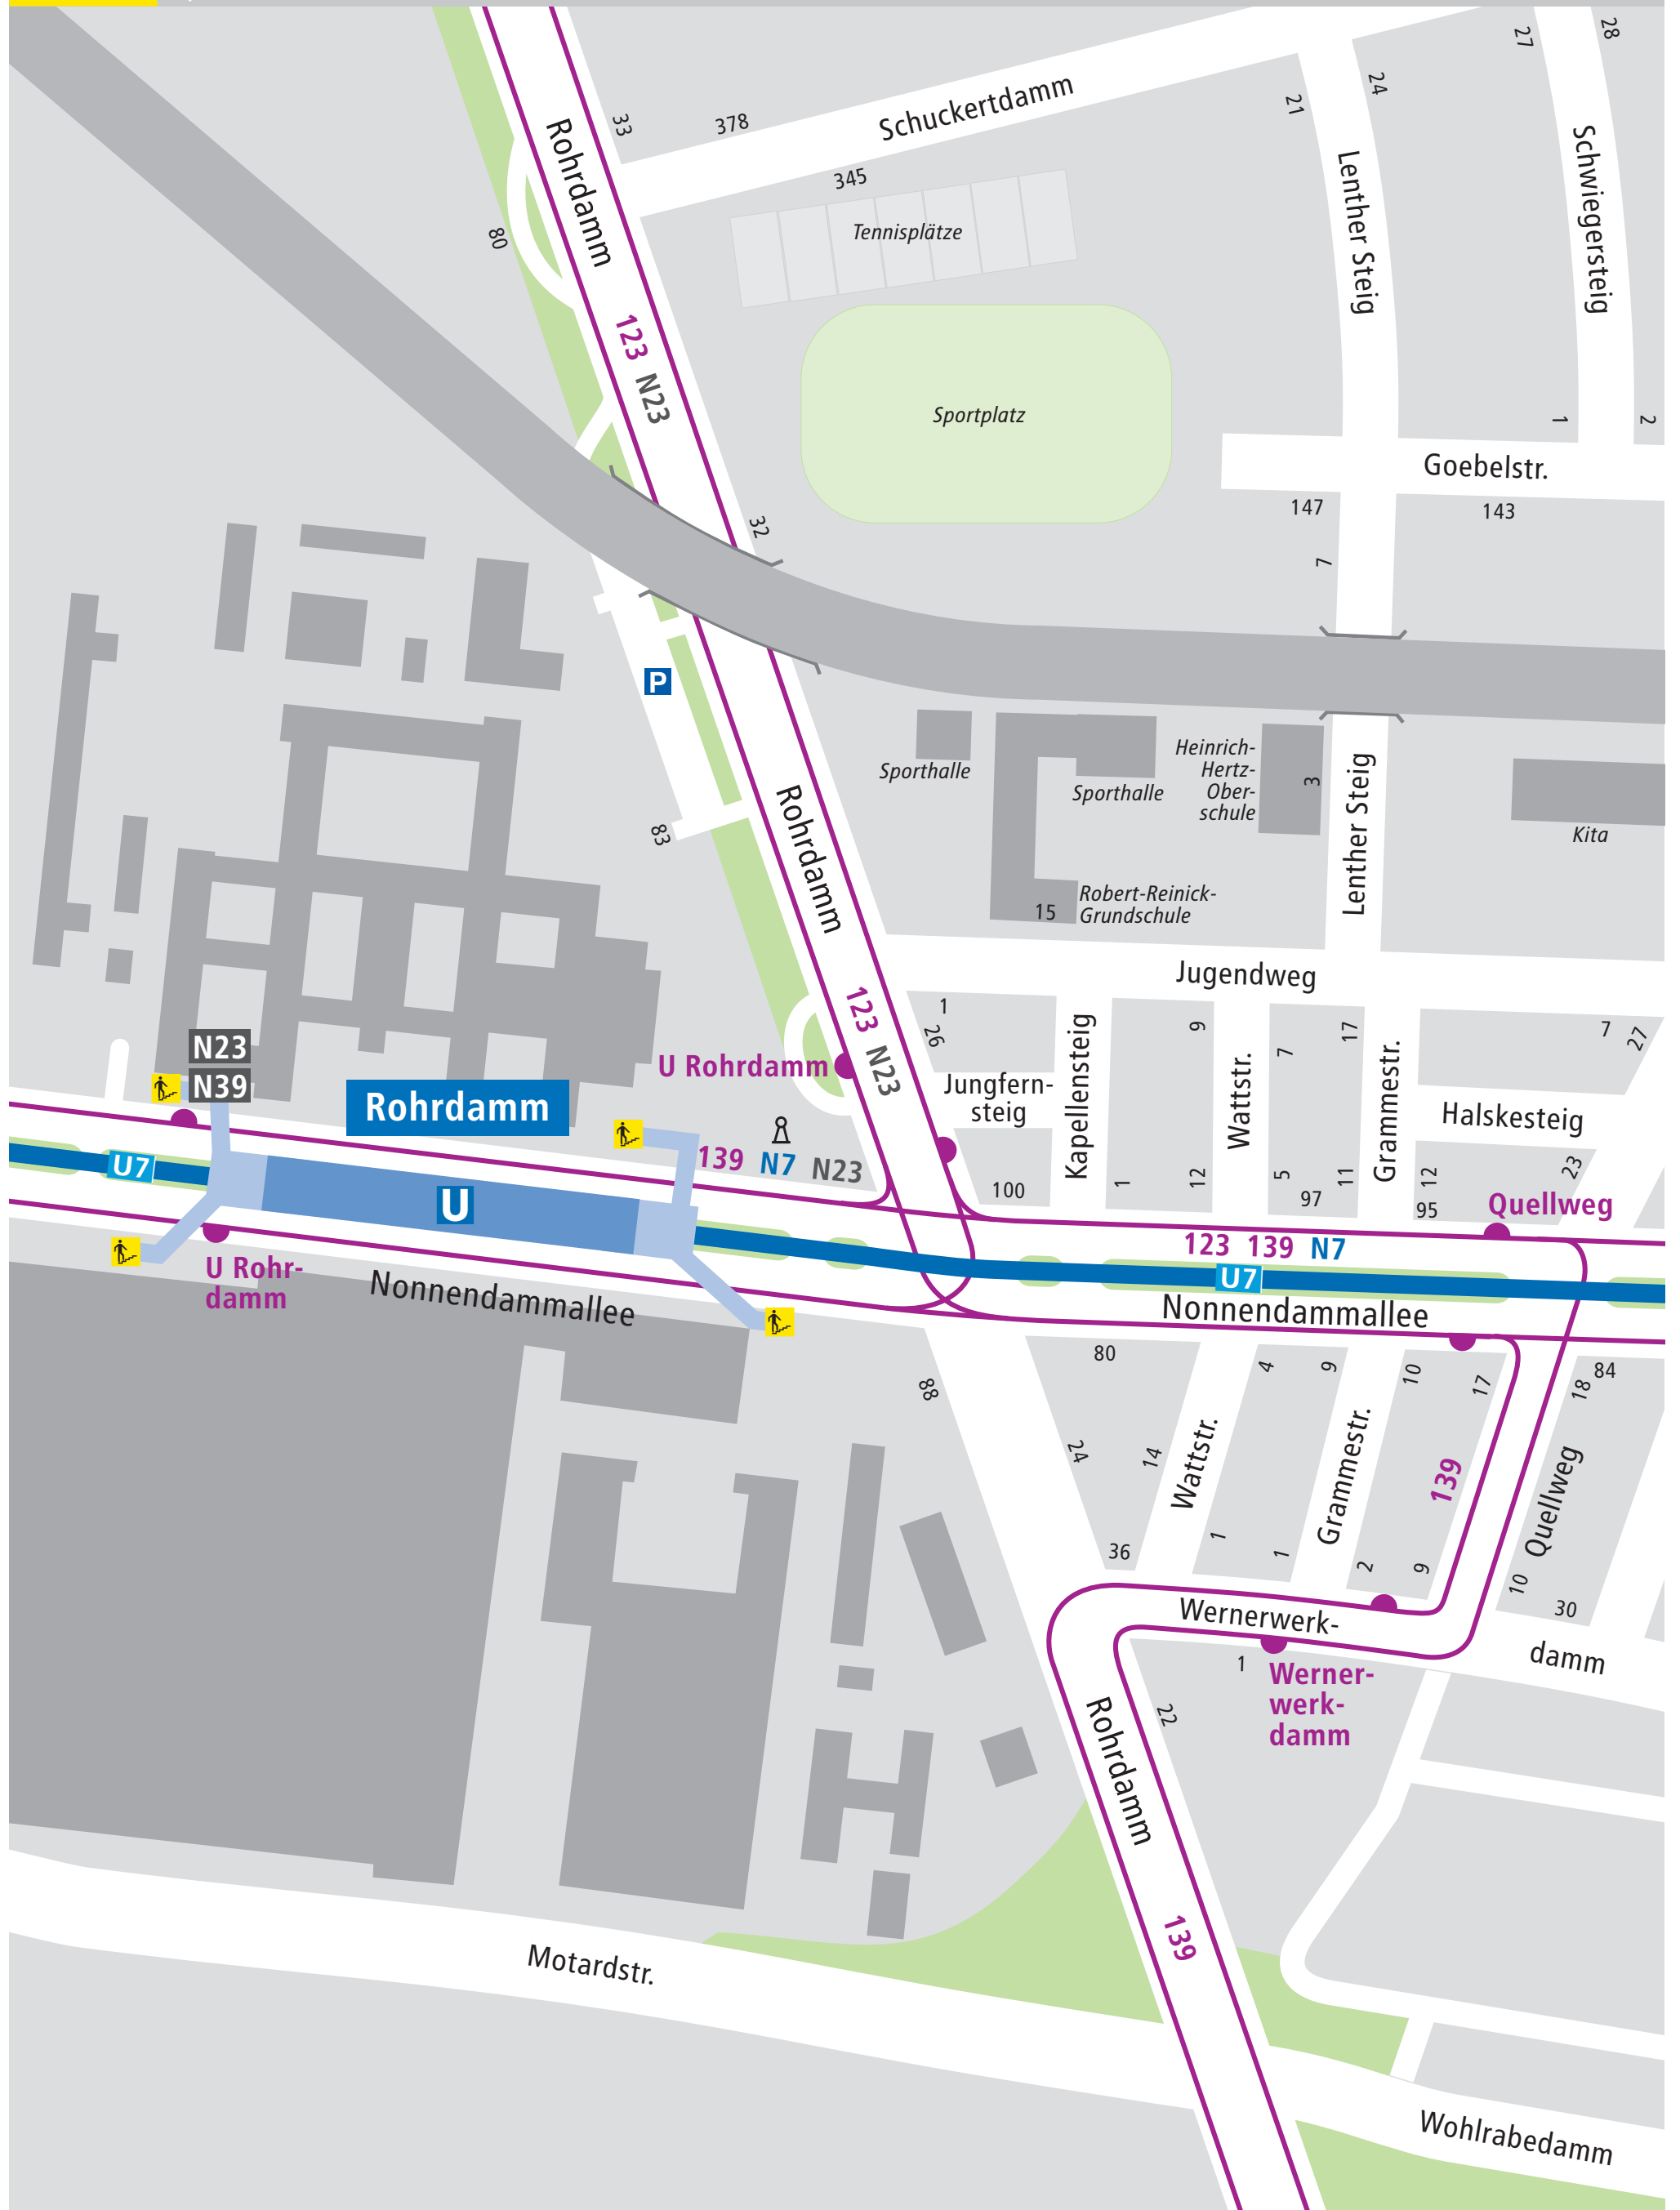 27
28
33
378
Schuckertdamm
21
24
Rohrdamm
345
Lenther Steig
Schwiegersteig
80
Tennisplätze
123 N23
Sportplatz
1
2
Goebelstr.
147
143
32
7
P
Heinrich-
Hertz-
Ober-
schule
3
Sporthalle
Sporthalle
Kita
83
Rohrdamm
Lenther Steig
Robert-Reinick-
Grundschule
15
Jugendweg
123 N23
1
26
9
7
17
7
27
N23
N39
U Rohrdamm
Jungfern-
steig
Kapellensteig
Wattstr.
Grammestr.
Halskesteig
Rohrdamm
139 N7 N23
U7
U
100
1
12
5
97
11
12
95
23
Quellweg
123 139 N7
U7
U Rohr-
damm
Nonnendammallee
Nonnendammallee
80
4
9
10
17
18
84
88
24
14
Wattstr.
Grammestr.
139
Quellweg
36
1
1
2
9
10
30
Wernerwerk-
damm
1
Werner-
werk-
damm
22
Rohrdamm
139
Motardstr.
Wohlrabedamm